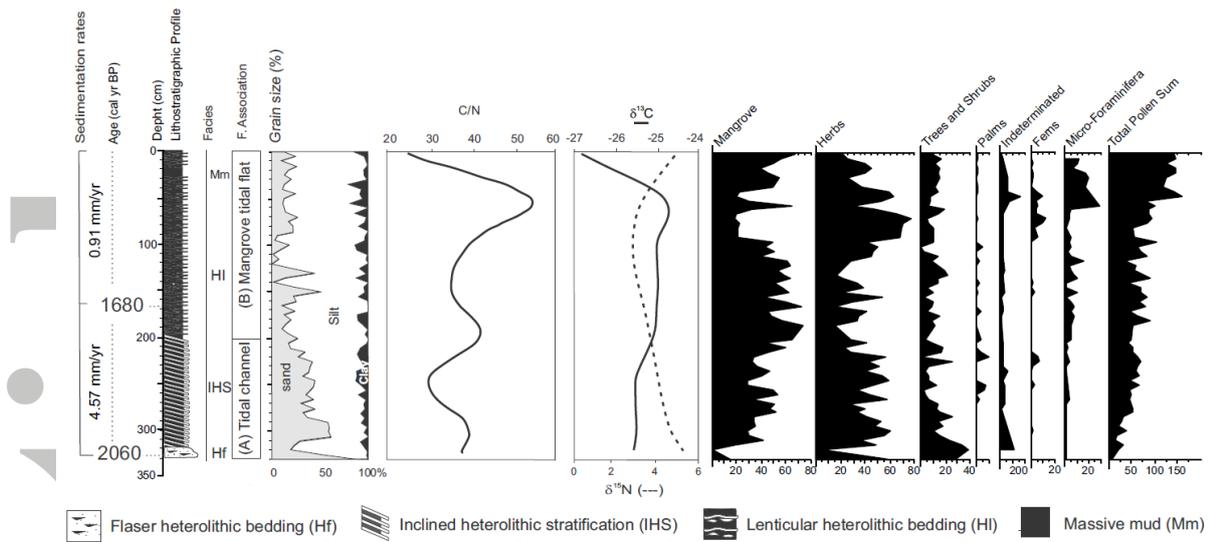 Sedimentation rates
Age (cal yr BP)
Depht (cm)
Lithostratigraphic Profile
Facies
F. Association
Grain size (%)
C/N
δ¹³C
Mangrove
Herbs
Trees and Shrubs
Palms
Indeterminated
Ferns
Micro-Foraminifera
Total Pollen Sum
20 30 40 50 60
-27 -26 -25 -24
0
100
200
300
350
0.91 mm/yr
4.57 mm/yr
1680
2060
Mm
Hl
IHS
Hf
(B) Mangrove tidal flat
(A) Tidal channel
sand
Silt
Clay
0 50 100%
0 2 4 6
δ¹⁵N (---)
20 40 60 80
20 40 60 80
20 40
200
20
20
50 100 150
Flaser heterolithic bedding (Hf)
Inclined heterolithic stratification (IHS)
Lenticular heterolithic bedding (Hl)
Massive mud (Mm)